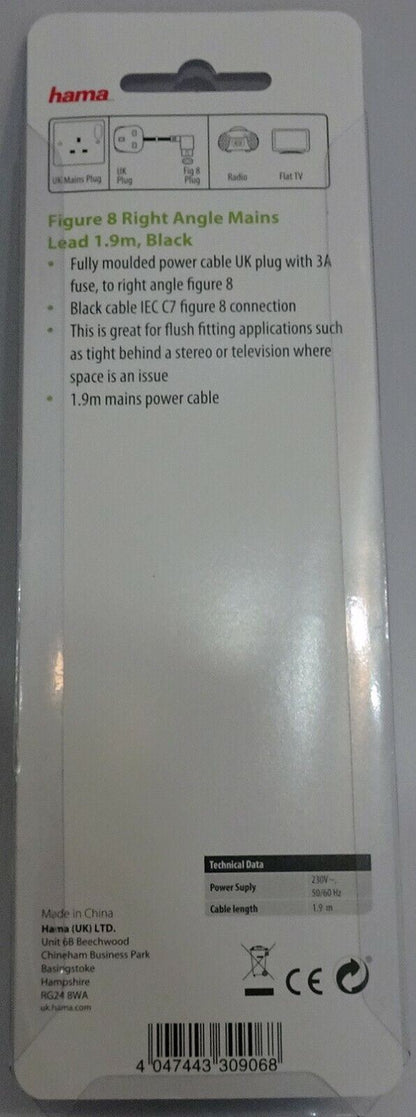 hama
UK Mains Plug
UK
Plug
Fig 8
Plug
Radio
Flat TV
Figure 8 Right Angle Mains
Lead 1.9m, Black
• Fully moulded power cable UK plug with 3A
fuse, to right angle figure 8
• Black cable IEC C7 figure 8 connection
• This is great for flush fitting applications such
as tight behind a stereo or television where
space is an issue
• 1.9m mains power cable
Technical Data
Power Suply
230V~,
50/60 Hz
Cable length
1.9 m
Made in China
Hama (UK) LTD.
Unit 6B Beechwood
Chineham Business Park
Basingstoke
Hampshire
RG24 8WA
uk.hama.com
CE
4 047443 309068